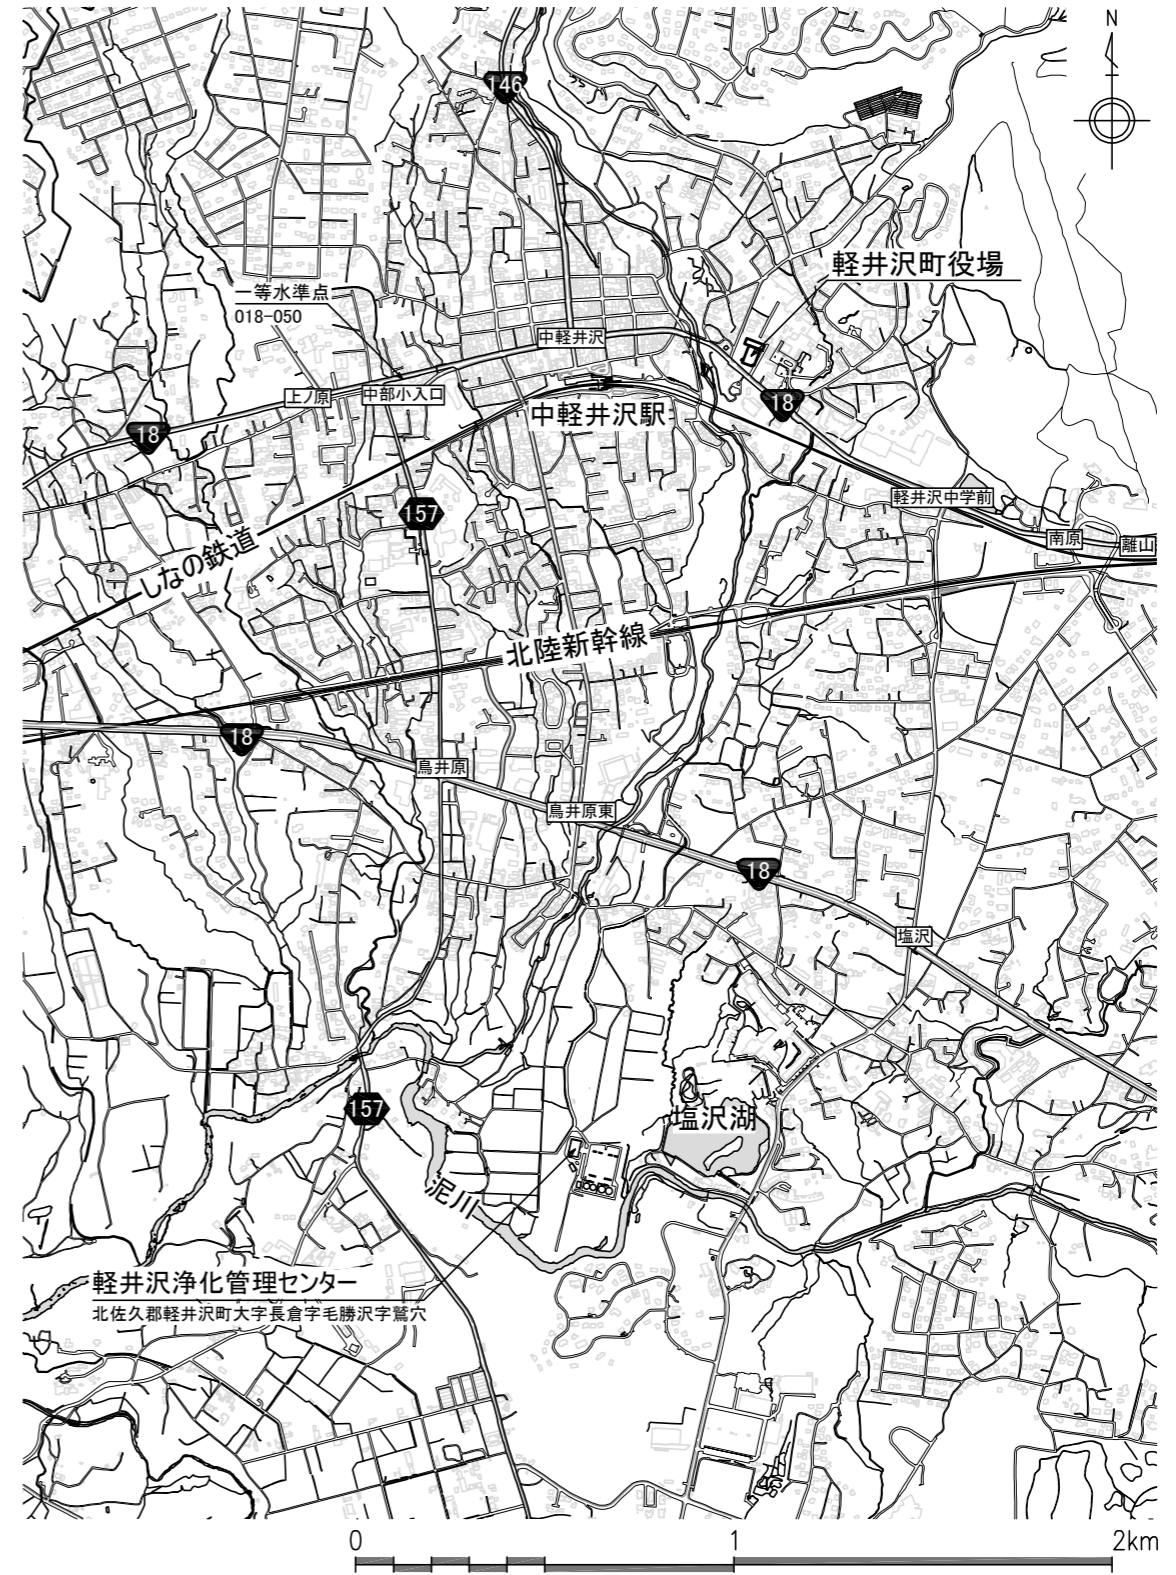 N
146
軽井沢町役場
一等水準点
018-050
中軽井沢
上ノ原
中部小入口
18
中軽井沢駅
18
157
軽井沢中学前
南原
離山
しなの鉄道
北陸新幹線
18
鳥井原
鳥井原東
18
塩沢
157
塩沢湖
泥川
軽井沢浄化管理センター
北佐久郡軽井沢町大字長倉字毛勝沢字鷲穴
0 1 2km